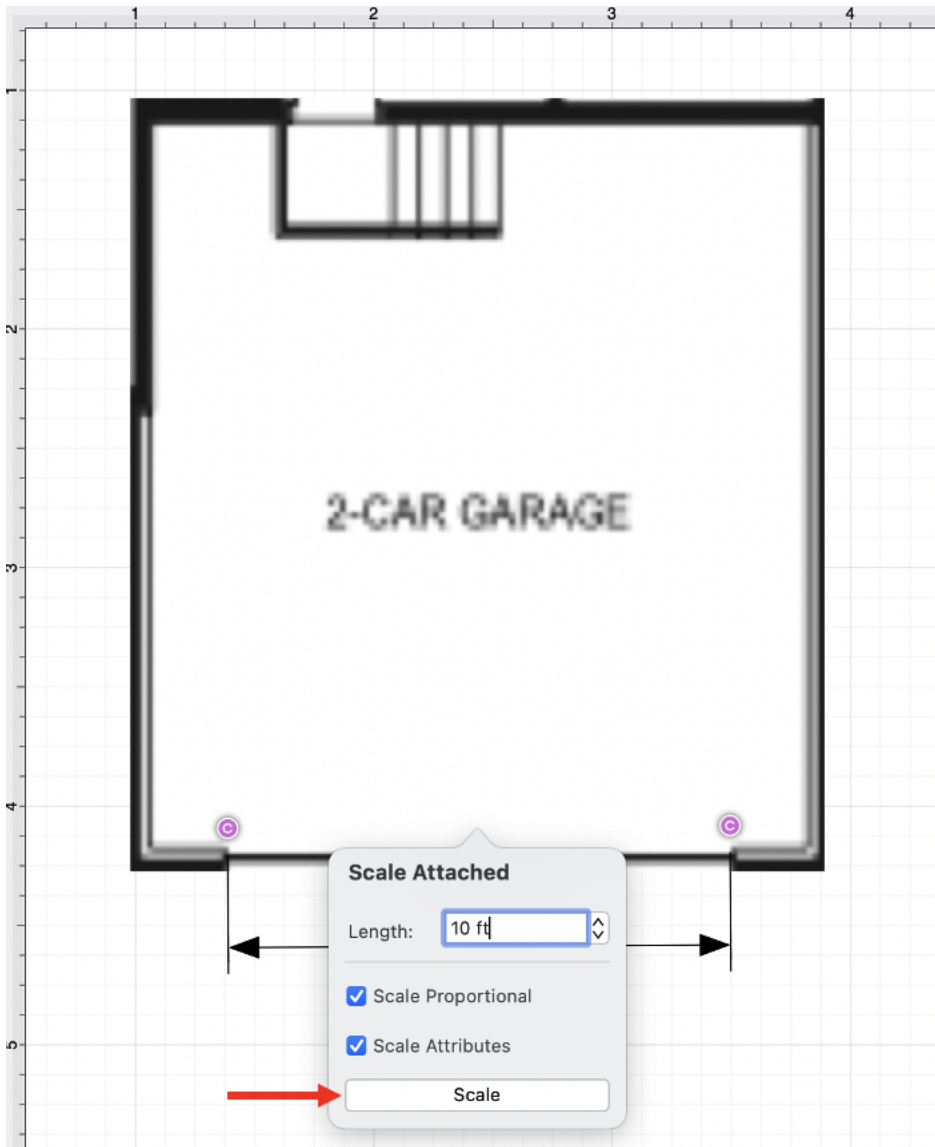 1 2 3 4
1
2
2-CAR GARAGE
3
4
C C
Scale Attached
Length: 10 ft
Scale Proportional
Scale Attributes
5
Scale